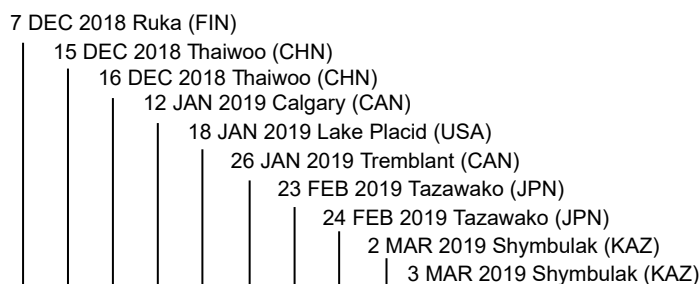 7 DEC 2018 Ruka (FIN)
15 DEC 2018 Thaiwoo (CHN)
16 DEC 2018 Thaiwoo (CHN)
12 JAN 2019 Calgary (CAN)
18 JAN 2019 Lake Placid (USA)
26 JAN 2019 Tremblant (CAN)
23 FEB 2019 Tazawako (JPN)
24 FEB 2019 Tazawako (JPN)
2 MAR 2019 Shymbulak (KAZ)
3 MAR 2019 Shymbulak (KAZ)